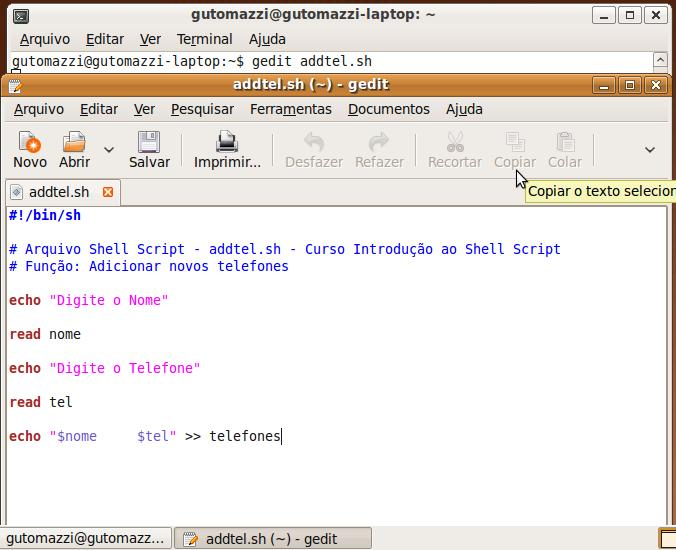 gutomazzi@gutomazzi-laptop: ~
Arquivo Editar Ver Terminal Ajuda
gutomazzi@gutomazzi-laptop:~$ gedit addtel.sh
addtel.sh (~) - gedit
Arquivo Editar Ver Pesquisar Ferramentas Documentos Ajuda
Novo Abrir Salvar Imprimir... Desfazer Refazer Recortar Copiar Colar
Copiar o texto selecion
addtel.sh
#!/bin/sh
# Arquivo Shell Script - addtel.sh - Curso Introdução ao Shell Script
# Função: Adicionar novos telefones
echo "Digite o Nome"
read nome
echo "Digite o Telefone"
read tel
echo "$nome     $tel" >> telefones
gutomazzi@gutomazz... addtel.sh (~) - gedit